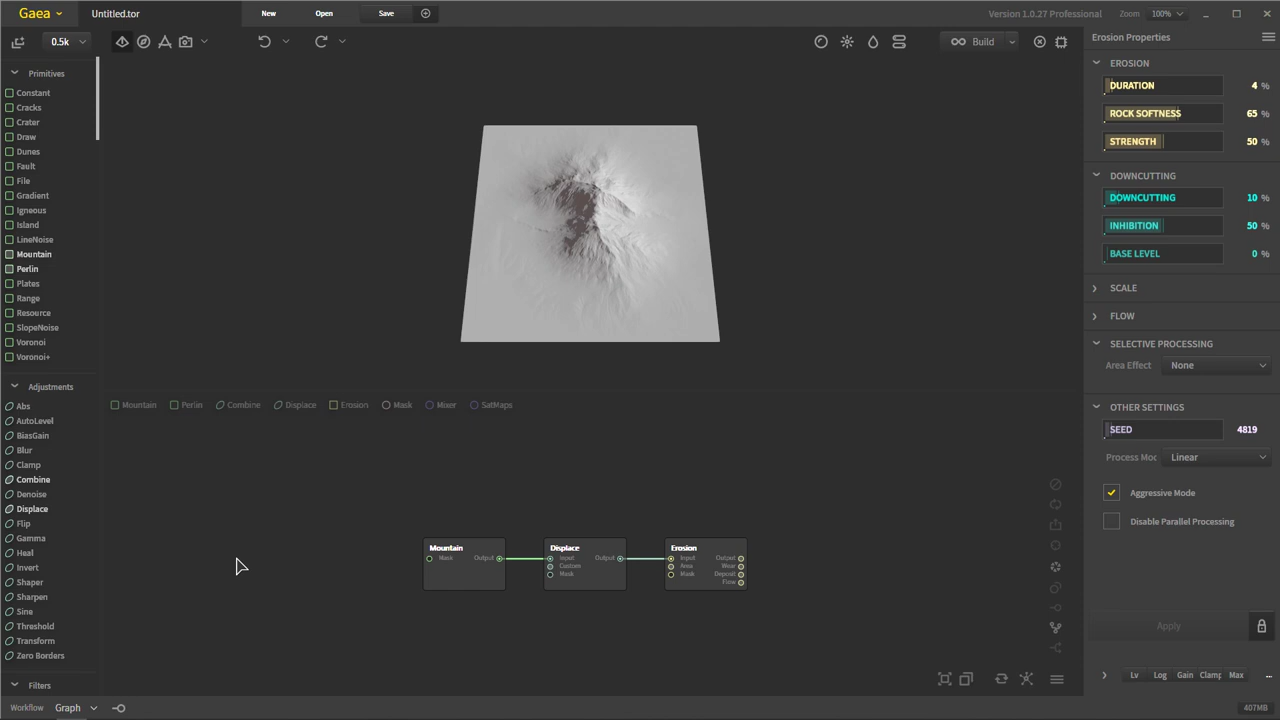 Gaea
Untitled.tor
New
Open
Save
Version 1.0.27 Professional
Zoom
100%
0.5k
Build
Primitives
Constant
Cracks
Crater
Draw
Dunes
Fault
File
Gradient
Igneous
Island
LineNoise
Mountain
Perlin
Plates
Range
Resource
SlopeNoise
Voronoi
Voronoi+
Adjustments
Abs
AutoLevel
BiasGain
Blur
Clamp
Combine
Denoise
Displace
Flip
Gamma
Heal
Invert
Shaper
Sharpen
Sine
Threshold
Transform
Zero Borders
Filters
Mountain
Perlin
Combine
Displace
Erosion
Mask
Mixer
SatMaps
Mountain
Mask Output
Displace
Input Output
Custom
Mask
Erosion
Input Output
Area Wear
Mask Deposit
Flow
Erosion Properties
EROSION
DURATION 4 %
ROCK SOFTNESS 65 %
STRENGTH 50 %
DOWNCUTTING
DOWNCUTTING 10 %
INHIBITION 50 %
BASE LEVEL 0 %
SCALE
FLOW
SELECTIVE PROCESSING
Area Effect None
OTHER SETTINGS
SEED 4819
Process Moc Linear
Aggressive Mode
Disable Parallel Processing
Apply
Lv Log Gain Clamp Max ...
Workflow Graph
407MB